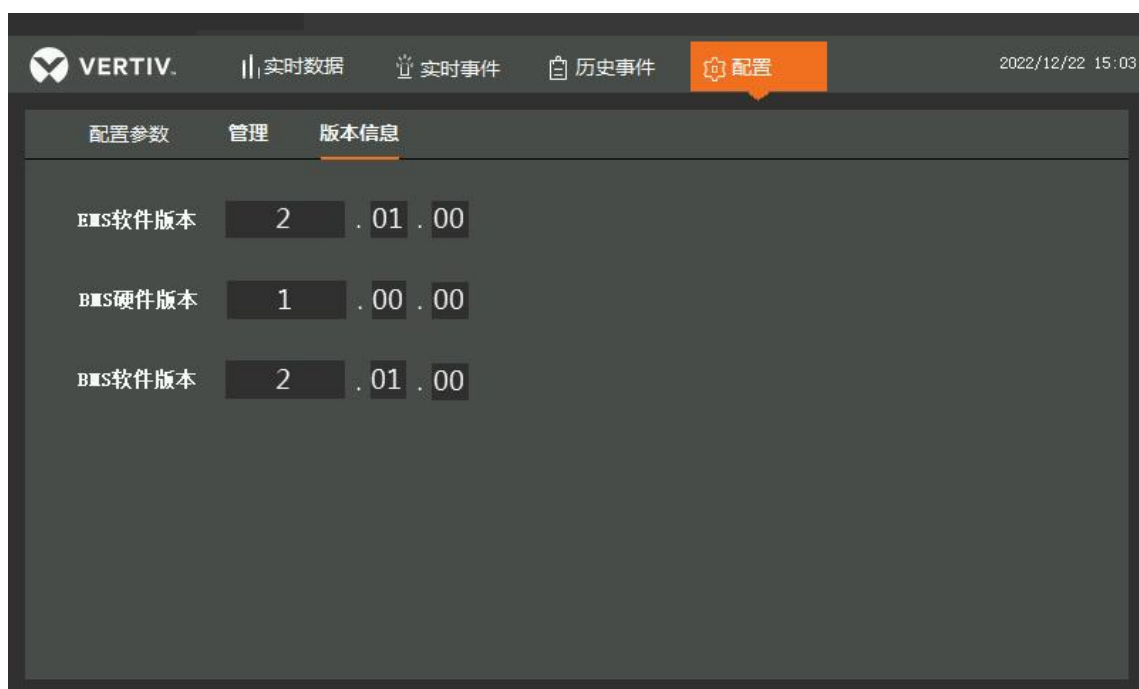 VERTIV™ 实时数据 实时事件 历史事件 配置 2022/12/22 15:03
配置参数 管理 版本信息
EMS软件版本 2 . 01 . 00
BMS硬件版本 1 . 00 . 00
BMS软件版本 2 . 01 . 00